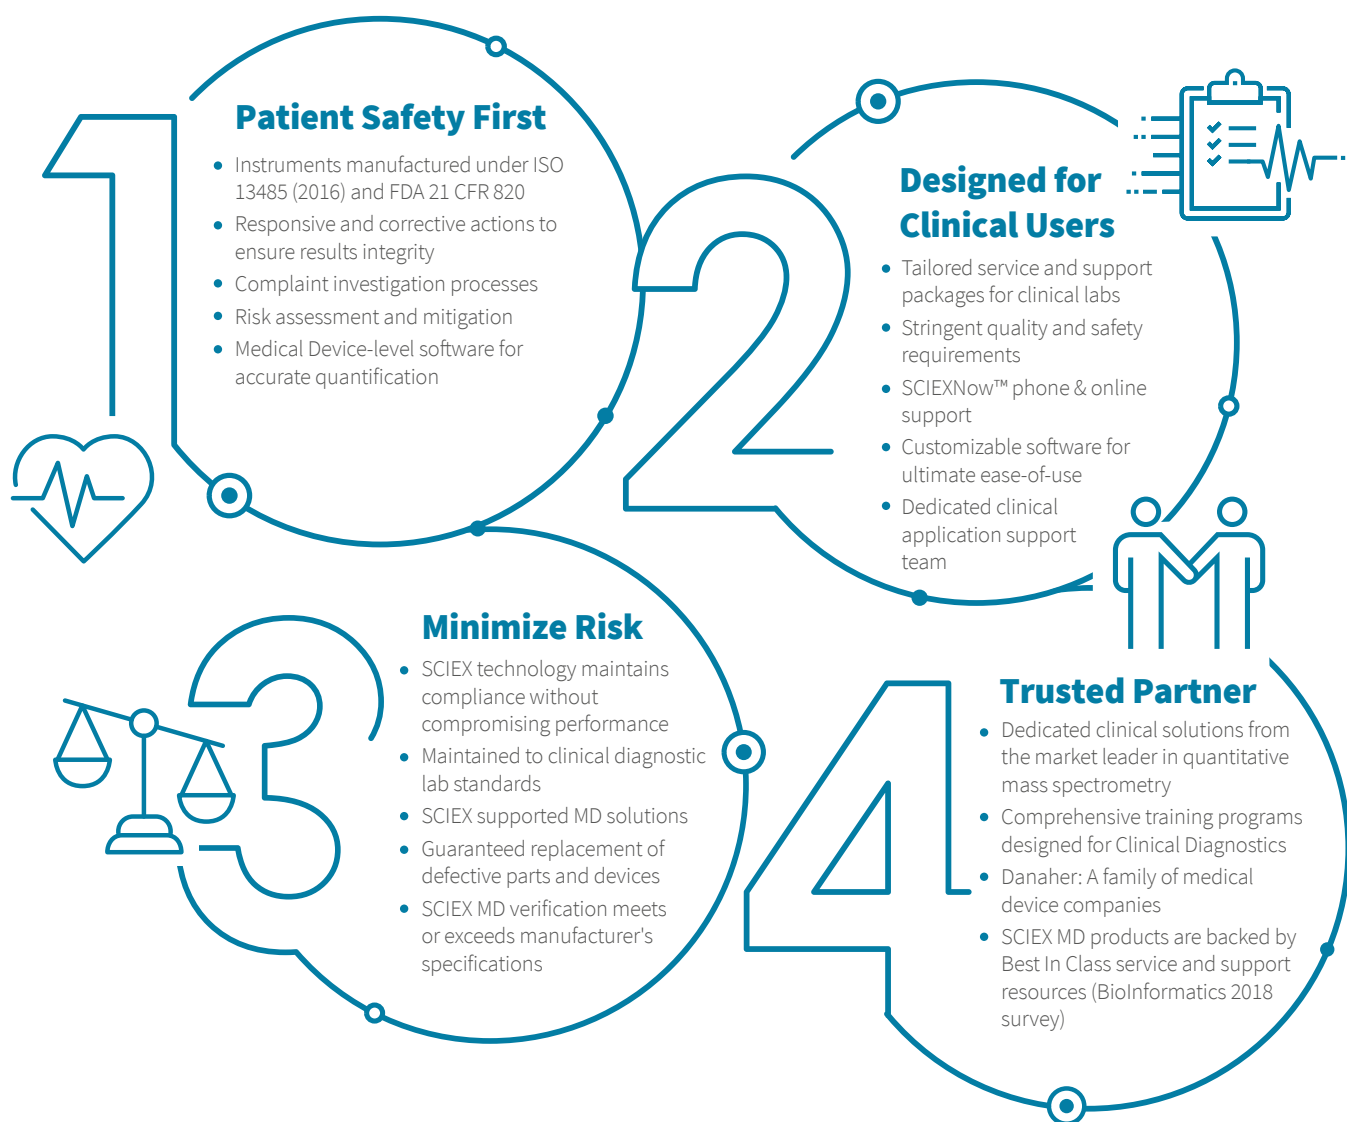 1
Patient Safety First
• Instruments manufactured under ISO
13485 (2016) and FDA 21 CFR 820
• Responsive and corrective actions to
ensure results integrity
• Complaint investigation processes
• Risk assessment and mitigation
• Medical Device-level software for
accurate quantification
2
Designed for
Clinical Users
• Tailored service and support
packages for clinical labs
• Stringent quality and safety
requirements
• SCIEXNow™ phone & online
support
• Customizable software for
ultimate ease-of-use
• Dedicated clinical
application support
team
3
Minimize Risk
• SCIEX technology maintains
compliance without
compromising performance
• Maintained to clinical diagnostic
lab standards
• SCIEX supported MD solutions
• Guaranteed replacement of
defective parts and devices
• SCIEX MD verification meets
or exceeds manufacturer's
specifications
4
Trusted Partner
• Dedicated clinical solutions from
the market leader in quantitative
mass spectrometry
• Comprehensive training programs
designed for Clinical Diagnostics
• Danaher: A family of medical
device companies
• SCIEX MD products are backed by
Best In Class service and support
resources (BioInformatics 2018
survey)